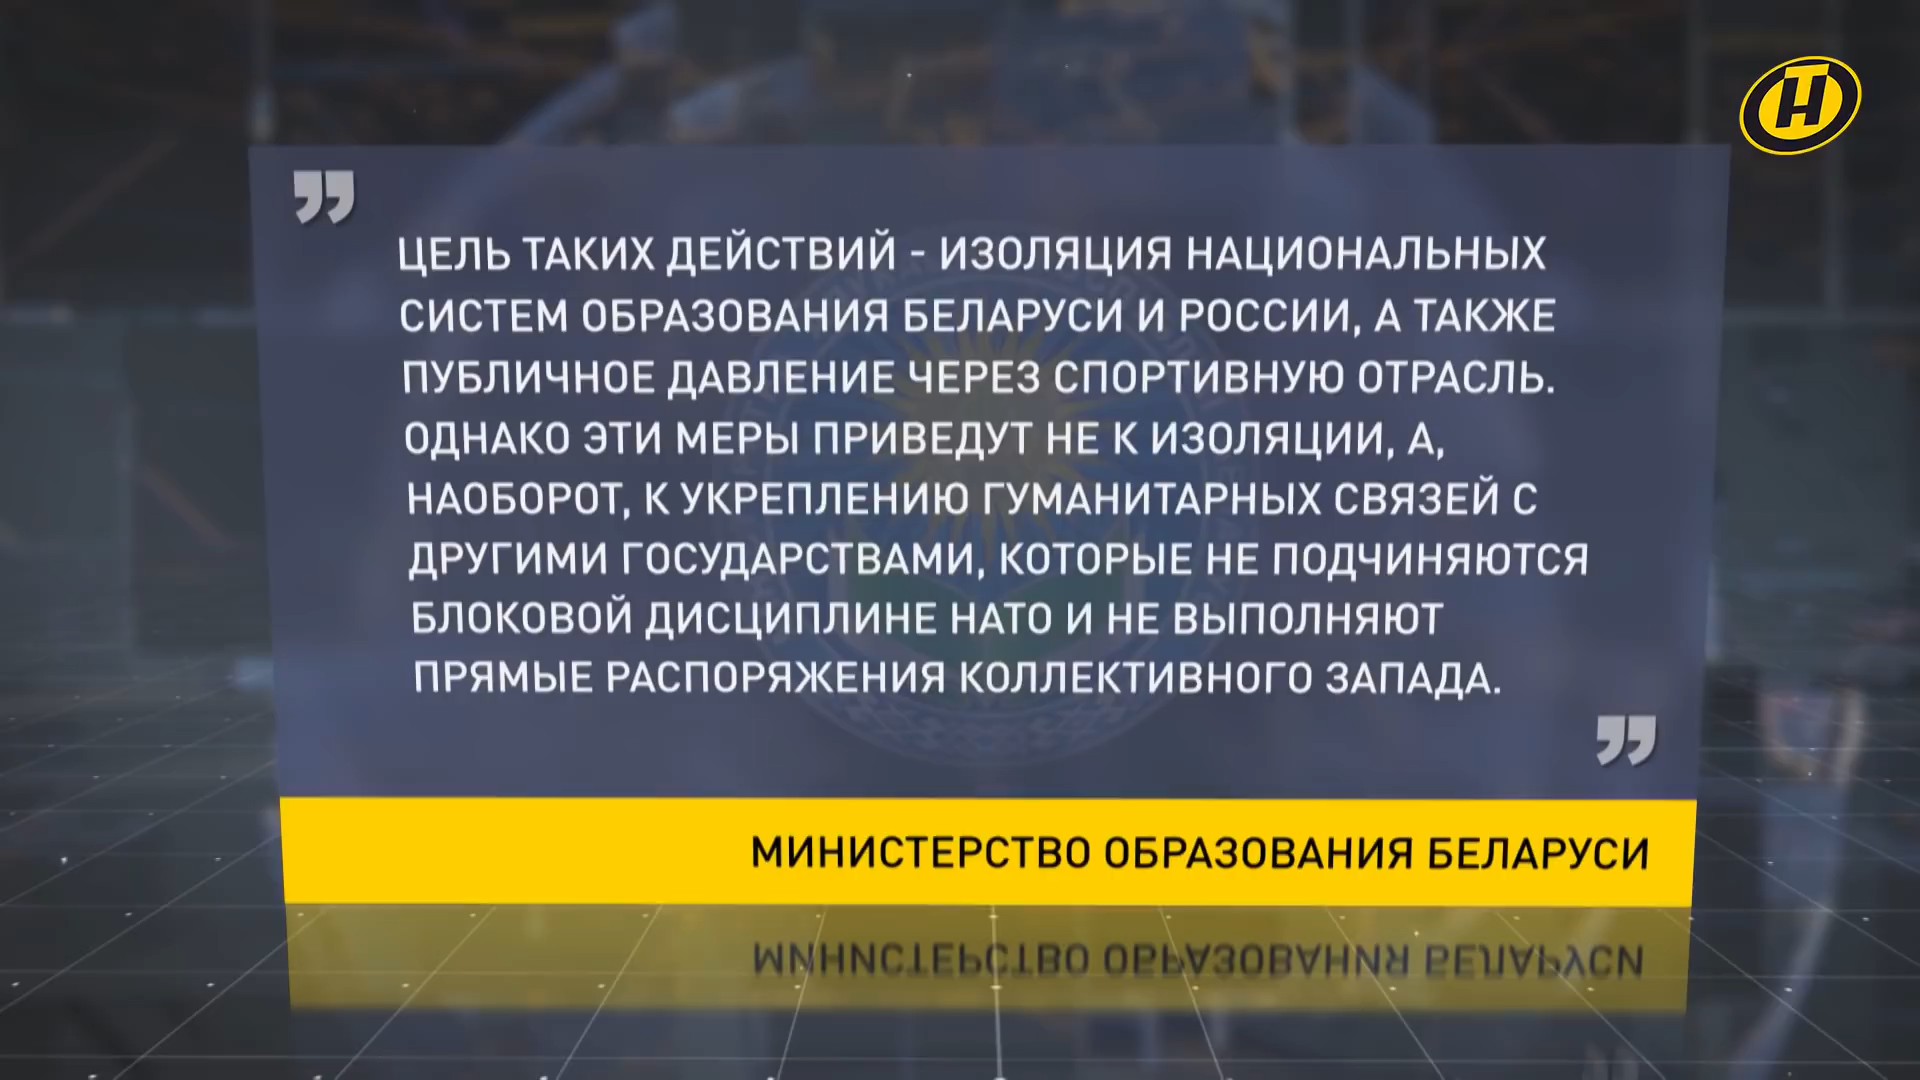 ЦЕЛЬ ТАКИХ ДЕЙСТВИЙ - ИЗОЛЯЦИЯ НАЦИОНАЛЬНЫХ
СИСТЕМ ОБРАЗОВАНИЯ БЕЛАРУСИ И РОССИИ, А ТАКЖЕ
ПУБЛИЧНОЕ ДАВЛЕНИЕ ЧЕРЕЗ СПОРТИВНУЮ ОТРАСЛЬ.
ОДНАКО ЭТИ МЕРЫ ПРИВЕДУТ НЕ К ИЗОЛЯЦИИ, А,
НАОБОРОТ, К УКРЕПЛЕНИЮ ГУМАНИТАРНЫХ СВЯЗЕЙ С
ДРУГИМИ ГОСУДАРСТВАМИ, КОТОРЫЕ НЕ ПОДЧИНЯЮТСЯ
БЛОКОВОЙ ДИСЦИПЛИНЕ НАТО И НЕ ВЫПОЛНЯЮТ
ПРЯМЫЕ РАСПОРЯЖЕНИЯ КОЛЛЕКТИВНОГО ЗАПАДА.
МИНИСТЕРСТВО ОБРАЗОВАНИЯ БЕЛАРУСИ